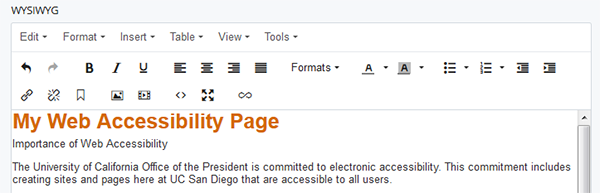 WYSIWYG
Edit Format Insert Table View Tools
B I U Formats A A
My Web Accessibility Page
Importance of Web Accessibility
The University of California Office of the President is committed to electronic accessibility. This commitment includes
creating sites and pages here at UC San Diego that are accessible to all users.